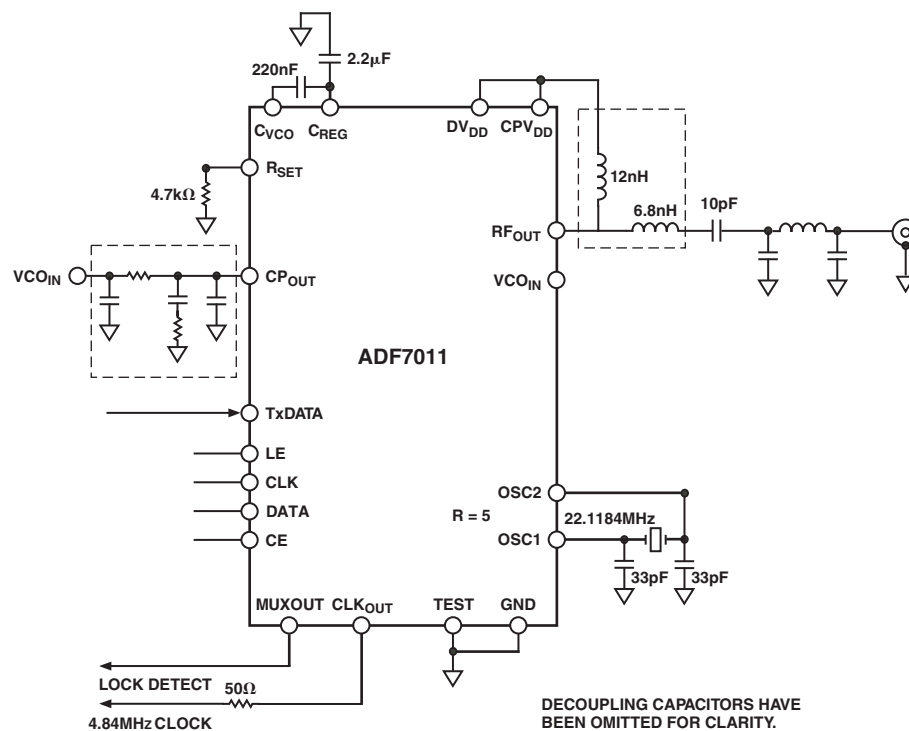 2.2µF
220nF
CVCO
CREG
DVDD
CPVDD
RSET
4.7kΩ
12nH
6.8nH
10pF
RFOUT
VCOIN
CPOUT
VCOIN
ADF7011
TxDATA
LE
CLK
DATA
CE
OSC2
R = 5
22.1184MHz
OSC1
33pF
33pF
MUXOUT
CLKOUT
TEST
GND
LOCK DETECT
50Ω
4.84MHz CLOCK
DECOUPLING CAPACITORS HAVE
BEEN OMITTED FOR CLARITY.